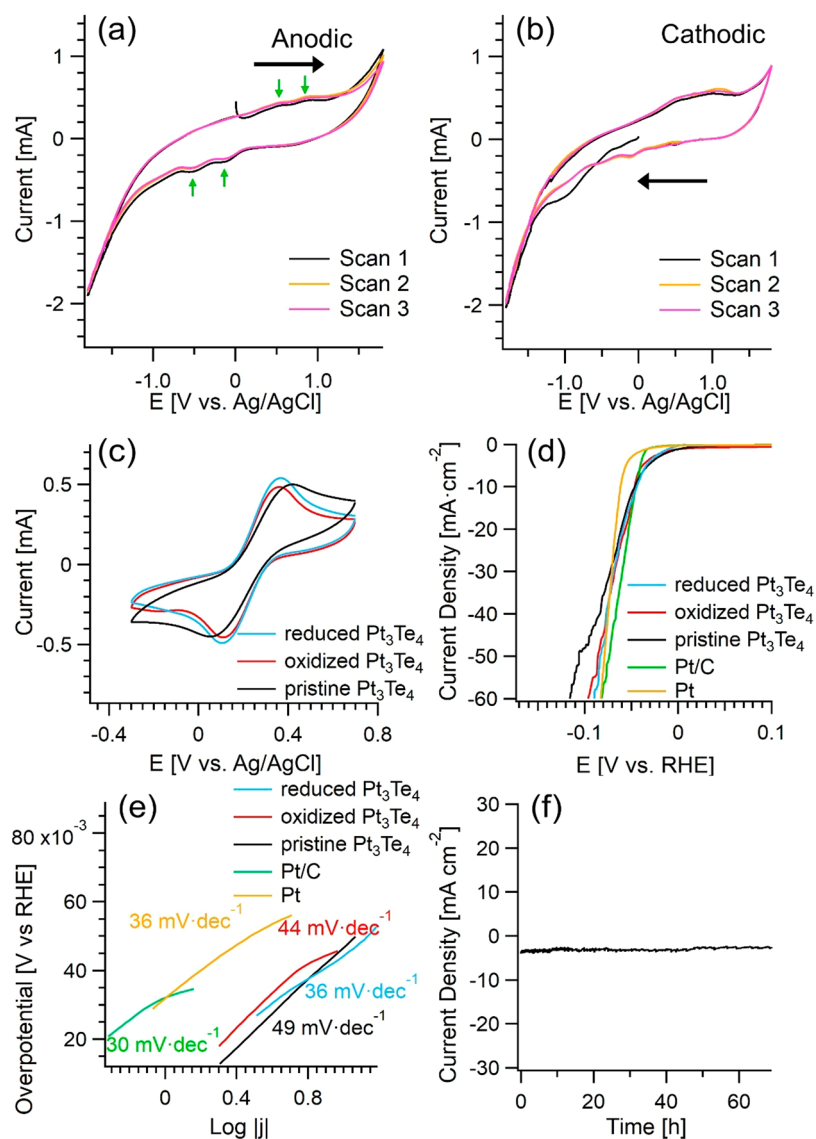 (a)
Anodic
Current [mA]
1
0
-1
-2
Scan 1
Scan 2
Scan 3
-1.0
0
1.0
E [V vs. Ag/AgCl]
(b)
Cathodic
Current [mA]
1
0
-1
-2
Scan 1
Scan 2
Scan 3
-1.0
0
1.0
E [V vs. Ag/AgCl]
(c)
Current [mA]
0.5
0
-0.5
reduced Pt₃Te₄
oxidized Pt₃Te₄
pristine Pt₃Te₄
-0.4
0
0.4
0.8
E [V vs. Ag/AgCl]
(d)
Current Density [mA·cm⁻²]
0
-10
-20
-30
-40
-50
-60
reduced Pt₃Te₄
oxidized Pt₃Te₄
pristine Pt₃Te₄
Pt/C
Pt
-0.1
0
0.1
E [V vs. RHE]
(e)
reduced Pt₃Te₄
oxidized Pt₃Te₄
pristine Pt₃Te₄
Pt/C
Pt
Overpotential [V vs RHE]
80 x10⁻³
60
40
20
36 mV·dec⁻¹
44 mV·dec⁻¹
36 mV·dec⁻¹
49 mV·dec⁻¹
30 mV·dec⁻¹
-0.4
0
0.4
0.8
Log |j|
(f)
Current Density [mA cm⁻²]
30
20
10
0
-10
-20
-30
0
20
40
60
Time [h]